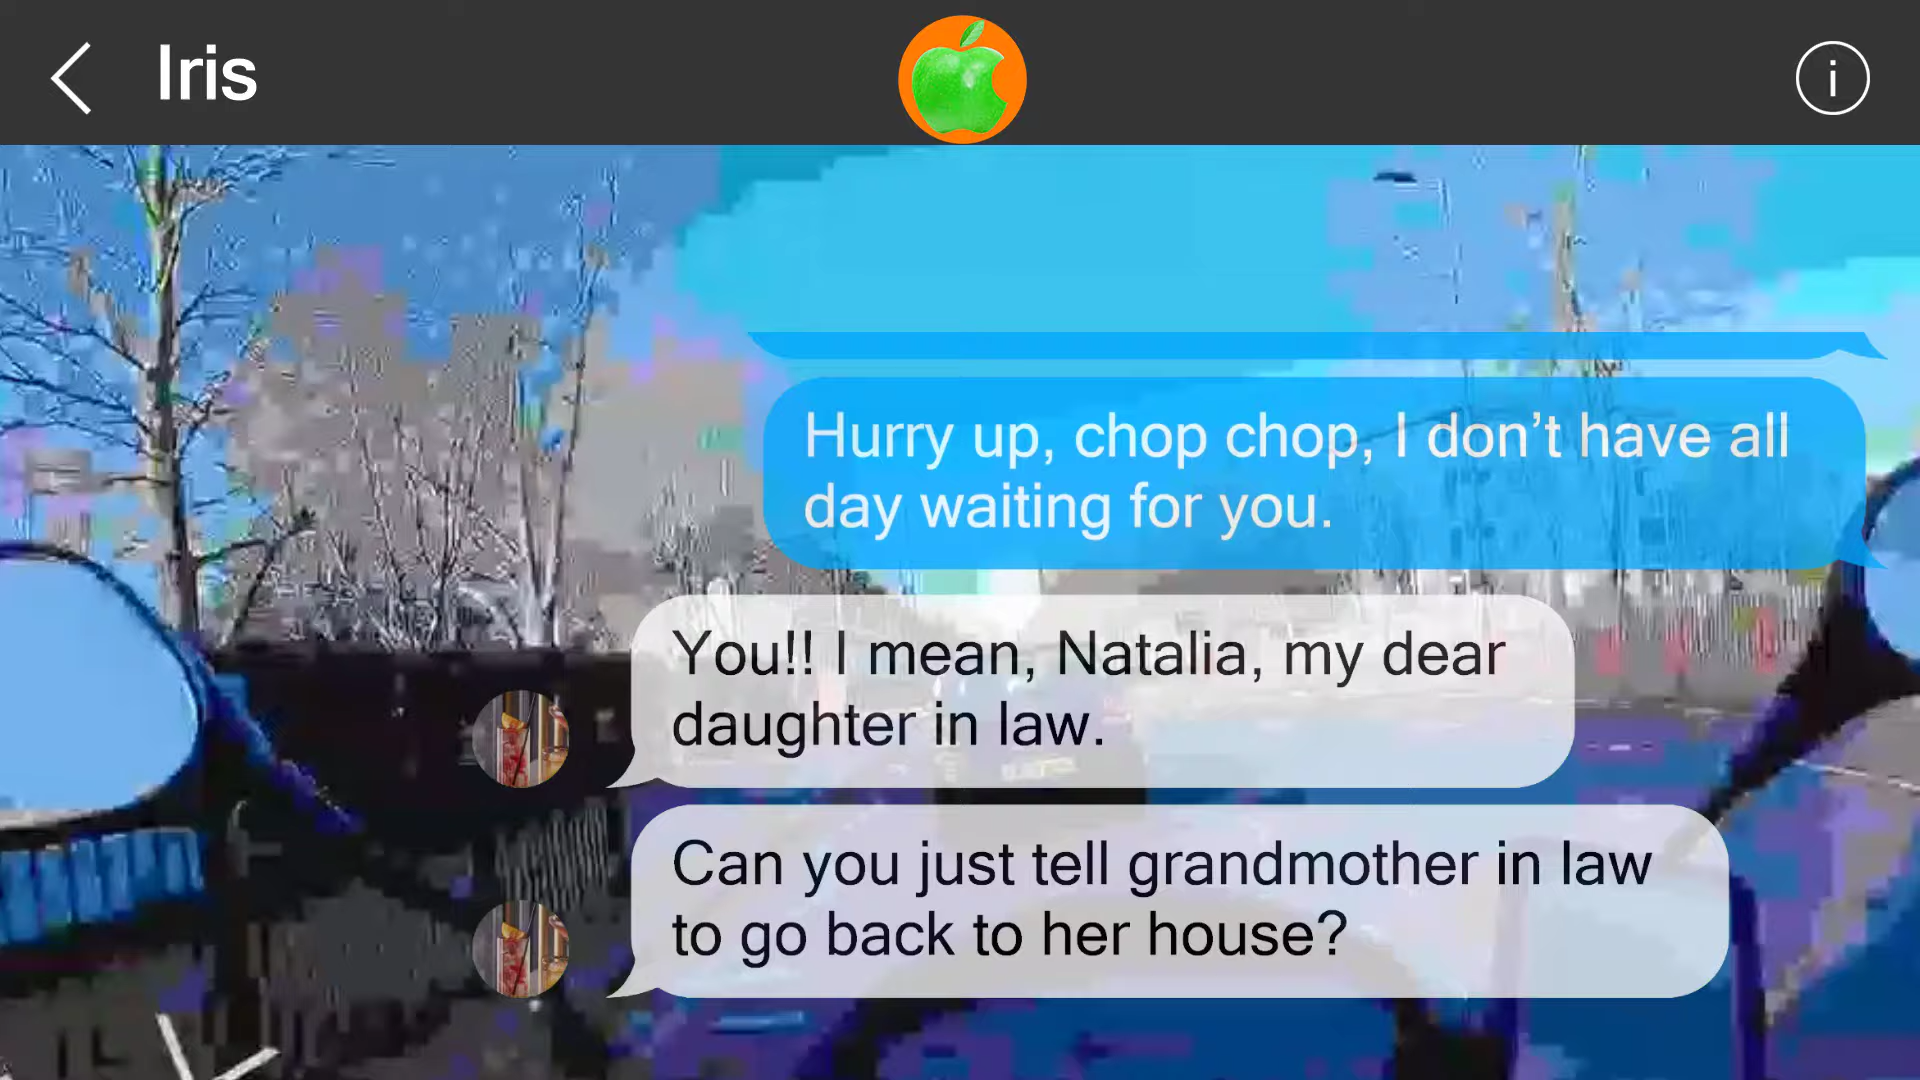 Iris
i
Hurry up, chop chop, I don’t have all
day waiting for you.
You!! I mean, Natalia, my dear
daughter in law.
Can you just tell grandmother in law
to go back to her house?